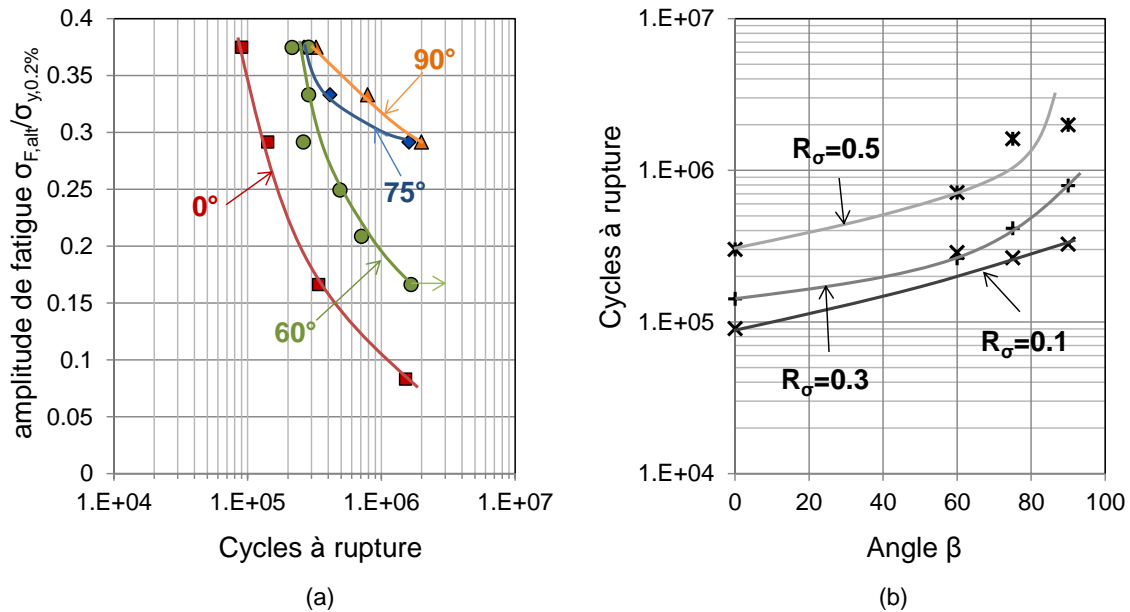 amplitude de fatigue σF,alt/σy,0.2%
0.4
0.35
0.3
0.25
0.2
0.15
0.1
0.05
0
90°
75°
0°
60°
1.E+04
1.E+05
1.E+06
1.E+07
Cycles à rupture
(a)
Cycles à rupture
1.E+07
1.E+06
1.E+05
1.E+04
Rσ=0.5
Rσ=0.1
Rσ=0.3
0
20
40
60
80
100
Angle β
(b)